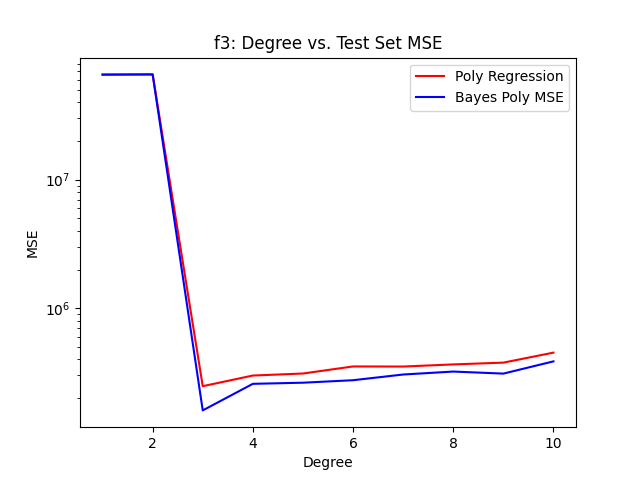 f3: Degree vs. Test Set MSE
Poly Regression
Bayes Poly MSE
10^7
10^6
MSE
2 4 6 8 10
Degree